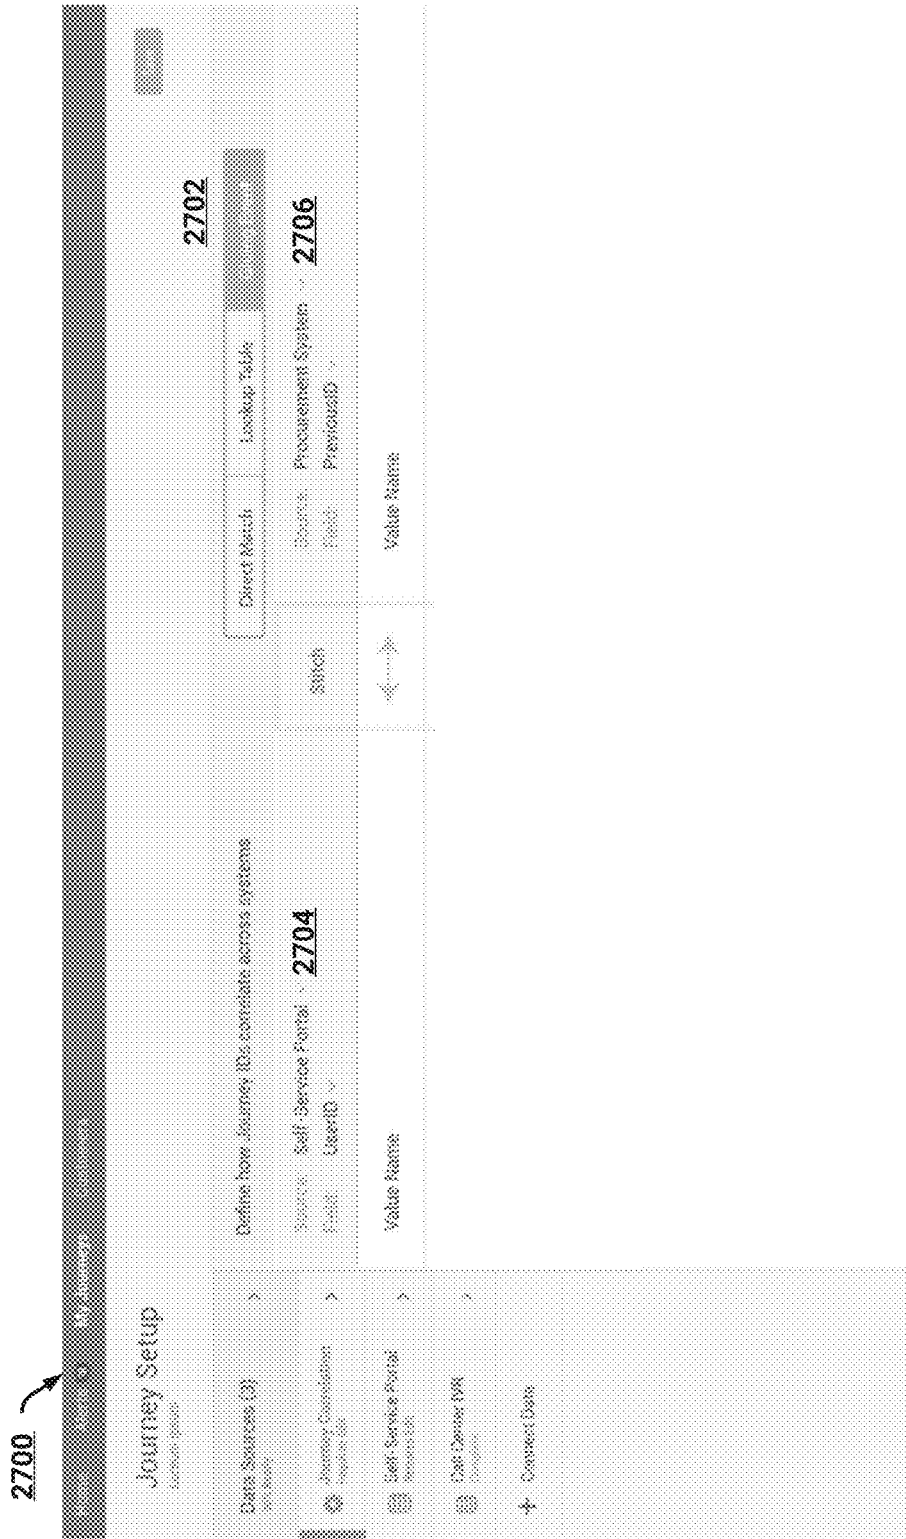 2700
My Journeys
Journey Setup
2702
Data Sources (3)
Define how Journey IDs correlate across systems
Direct Match
Lookup Table
Journey Correlation
Source Self-Service Portal 2704
Field UserID
Stitch
Source Procurement System 2706
Field PreviousID
Self-Service Portal
Value Name
Value Name
Call Center IVR
+ Connect Data